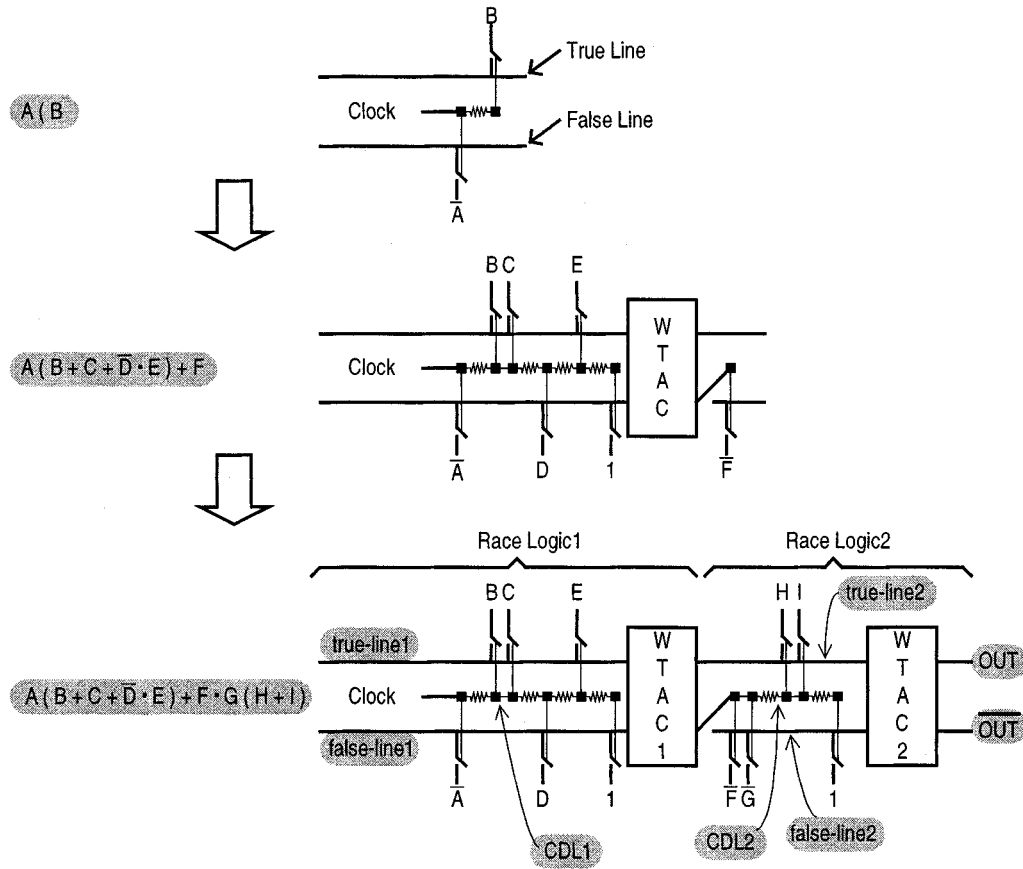 B
True Line
A(B
Clock
False Line
A̅
B C E
W T A C
A(B+C+D̅·E)+F
Clock
A̅ D 1 F̅
Race Logic1 Race Logic2
B C E H I
true-line2
true-line1
W T A C 1
W T A C 2
OUT
A(B+C+D̅·E)+F·G(H+I)
Clock
false-line1
O̅U̅T̅
A̅ D 1 F̅ G̅ 1
CDL1
CDL2
false-line2